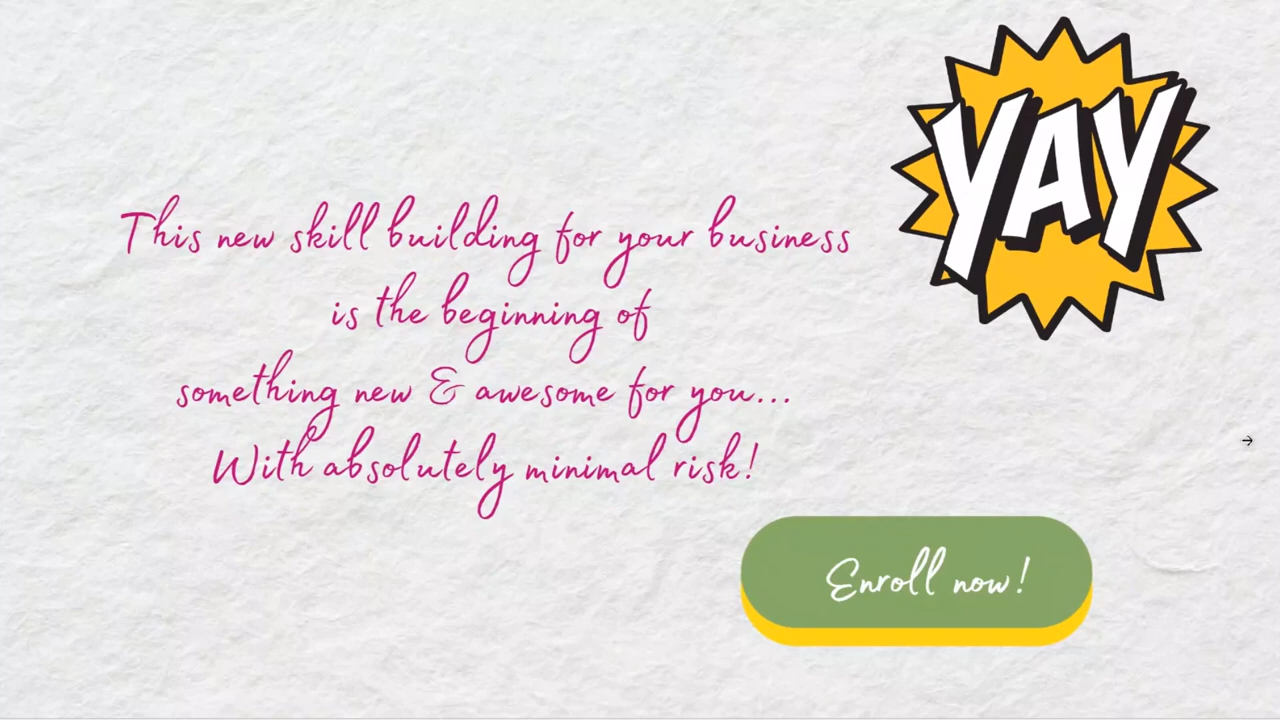 YAY
This new skill building for your business
is the beginning of
something new & awesome for you...
With absolutely minimal risk!
Enroll now!